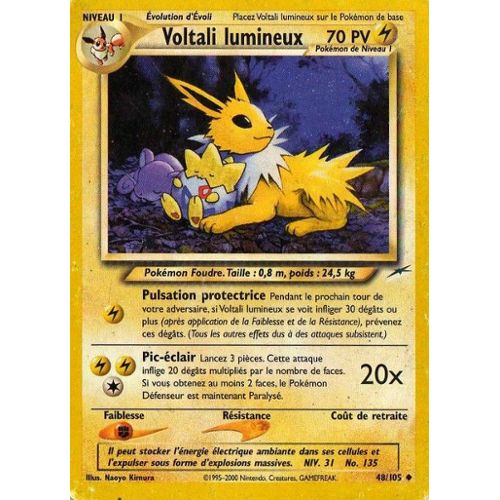 NIVEAU 1 Évolution d'Évoli Placez Voltali lumineux sur le Pokémon de base
Voltali lumineux 70 PV
Pokémon de Niveau 1
Pokémon Foudre. Taille : 0,8 m, poids : 24,5 kg
Pulsation protectrice Pendant le prochain tour de
votre adversaire, si Voltali lumineux se voit infliger 30 dégâts ou
plus (après application de la Faiblesse et de la Résistance), prévenez
ces dégâts. (Tous les autres effets dus à des attaques subsistent.)
Pic-éclair Lancez 3 pièces. Cette attaque
inflige 20 dégâts multipliés par le nombre de faces.
Si vous obtenez au moins 2 faces, le Pokémon
Défenseur est maintenant Paralysé.
20x
Faiblesse Résistance Coût de retraite
Il peut stocker l'énergie électrique ambiante dans ses cellules et
l'expulser sous forme d'explosions massives. NIV. 31 No. 135
Illus. Naoyo Kimura ©1995-2000 Nintendo, Creatures, GAMEFREAK. 48/105